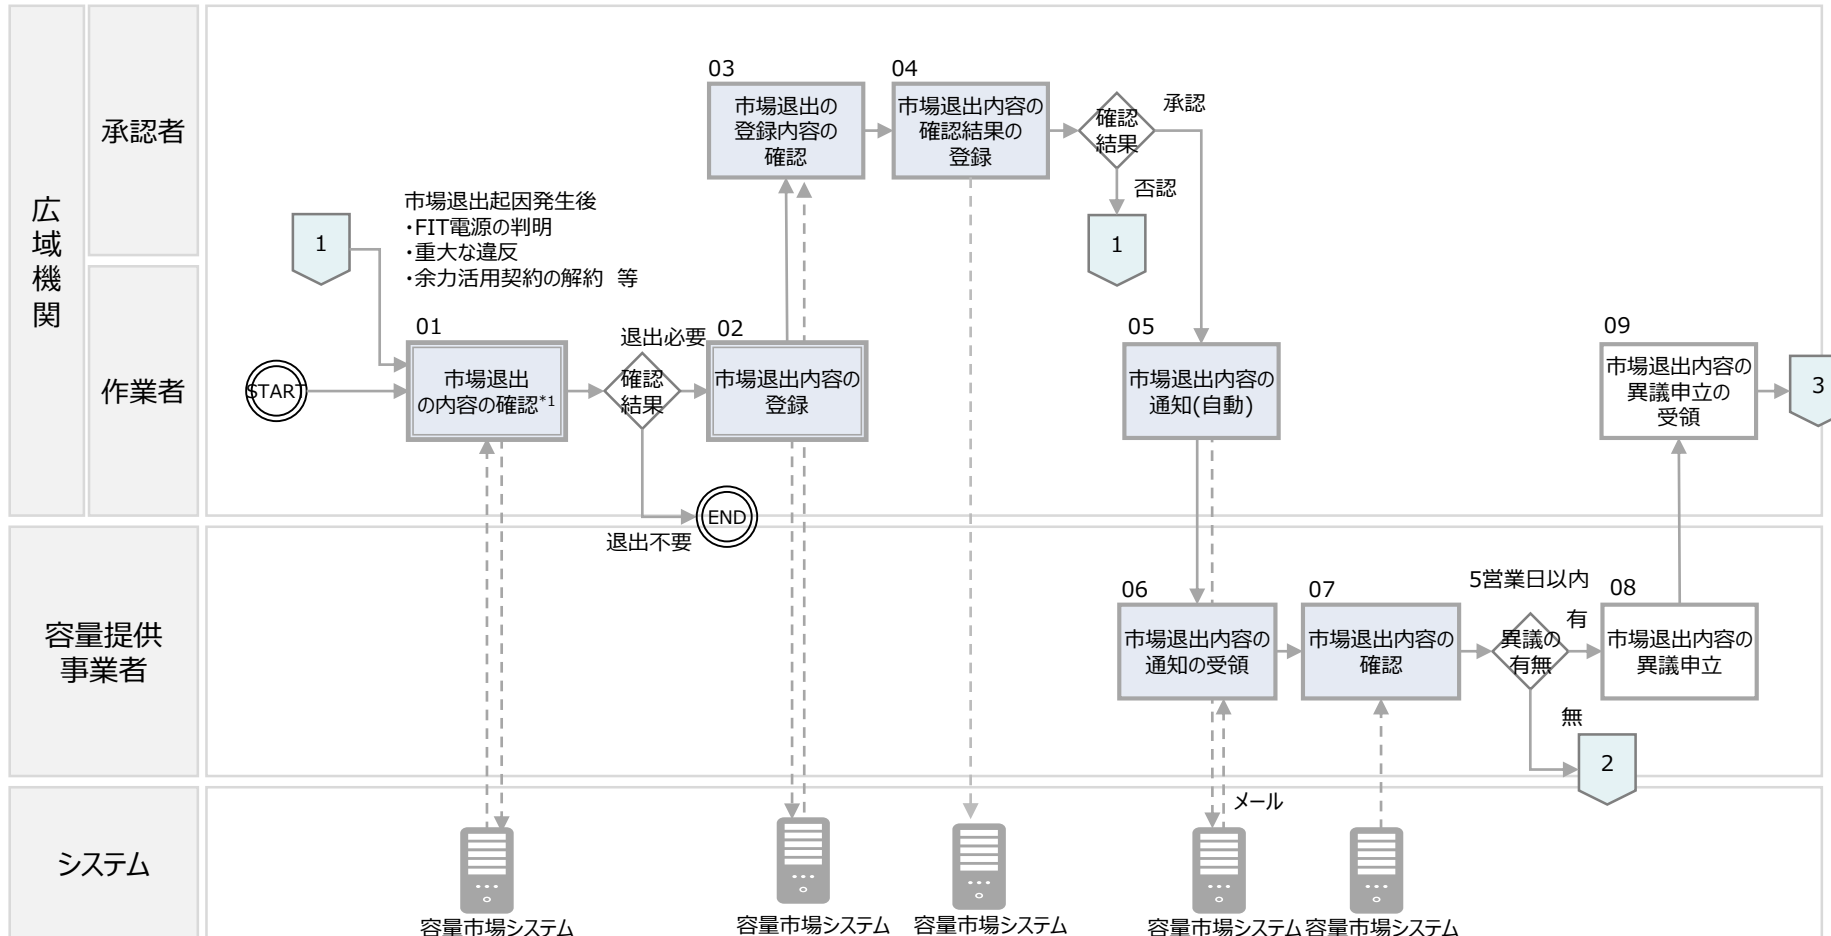 広域機関
承認者
作業者
容量提供
事業者
システム
市場退出起因発生後
・FIT電源の判明
・重大な違反
・余力活用契約の解約 等
1
START
01
市場退出
の内容の確認*1
確認
結果
退出必要
退出不要
END
02
市場退出内容の
登録
03
市場退出の
登録内容の
確認
04
市場退出内容の
確認結果の
登録
確認
結果
承認
否認
1
05
市場退出内容の
通知(自動)
06
市場退出内容の
通知の受領
07
市場退出内容の
確認
5営業日以内
異議の
有無
有
無
2
08
市場退出内容の
異議申立
09
市場退出内容の
異議申立の
受領
3
メール
容量市場システム
容量市場システム
容量市場システム
容量市場システム
容量市場システム